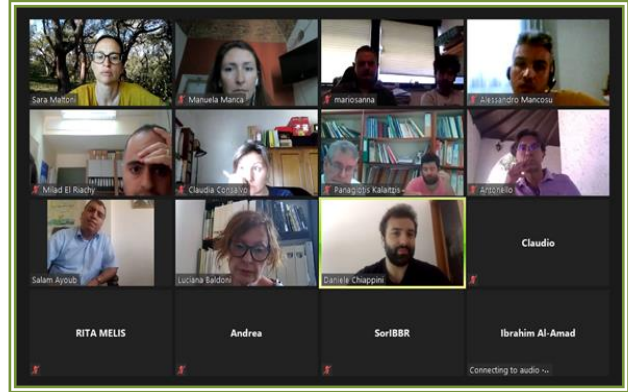 Sara Maltoni
Manuela Manca
mariosanna
Alessandro Mancosu
Milad El Riachy
Claudia Consalvo
Panagiotis Kalaitzis
Antonello
Salam Ayoub
Luciana Baldoni
Daniele Chiappini
Claudio
RITA MELIS
Andrea
SorIBBR
Ibrahim Al-Amad
Connecting to audio ...